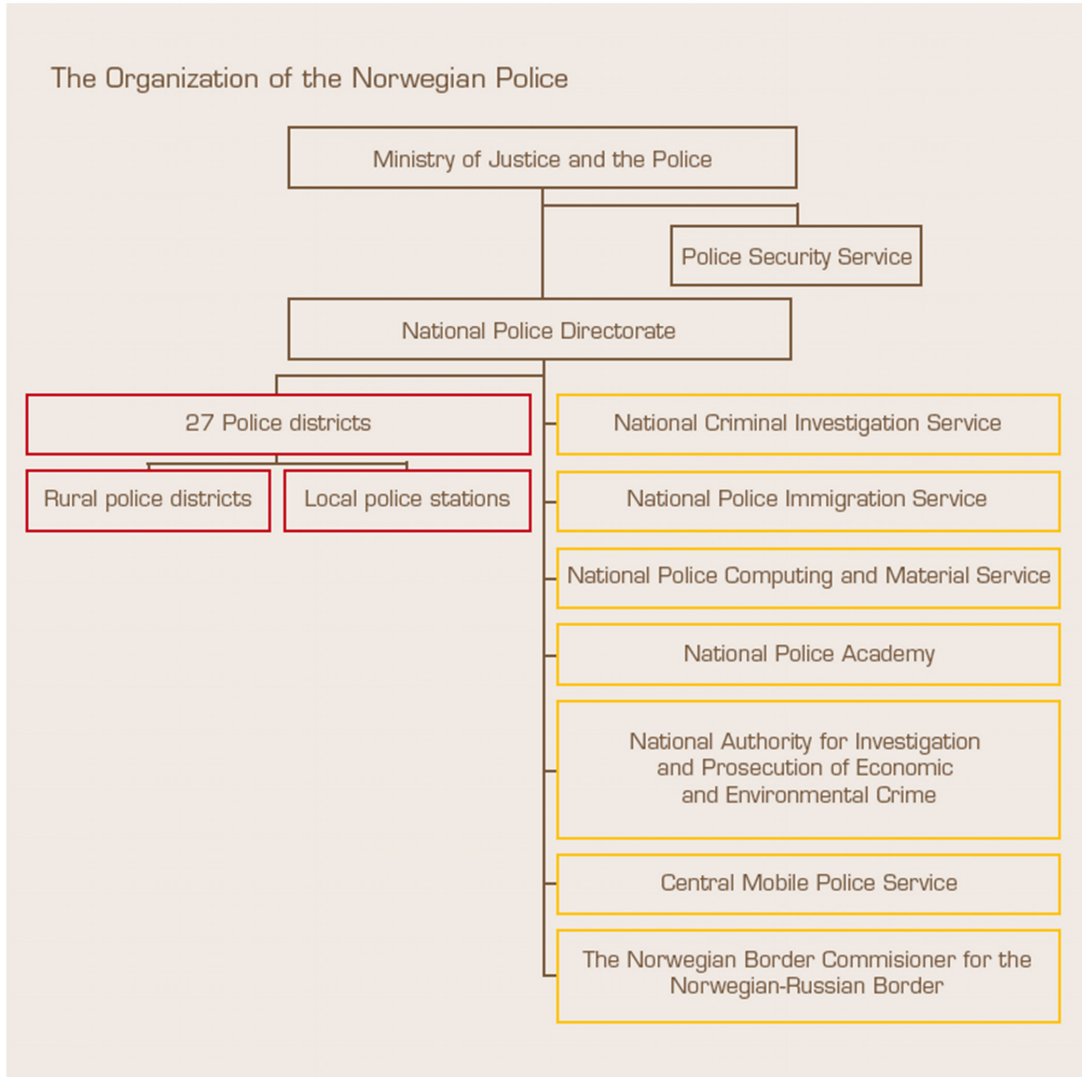 The Organization of the Norwegian Police
Ministry of Justice and the Police
Police Security Service
National Police Directorate
27 Police districts
Rural police districts
Local police stations
National Criminal Investigation Service
National Police Immigration Service
National Police Computing and Material Service
National Police Academy
National Authority for Investigation
and Prosecution of Economic
and Environmental Crime
Central Mobile Police Service
The Norwegian Border Commisioner for the
Norwegian-Russian Border